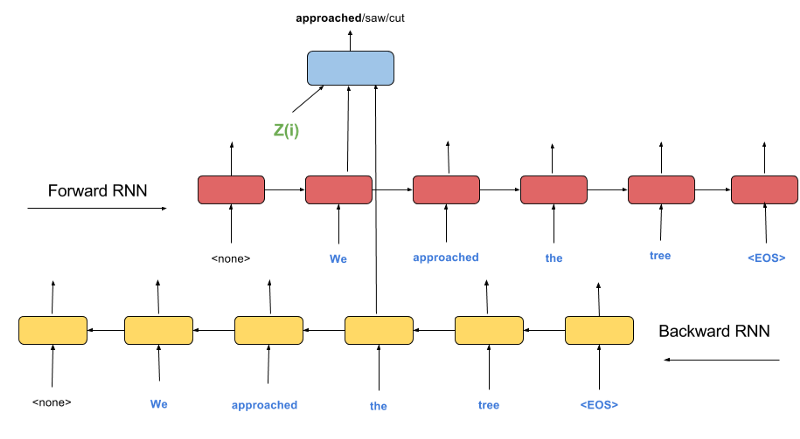 approached/saw/cut
Z(i)
Forward RNN
<none> We approached the tree <EOS>
Backward RNN
<none> We approached the tree <EOS>